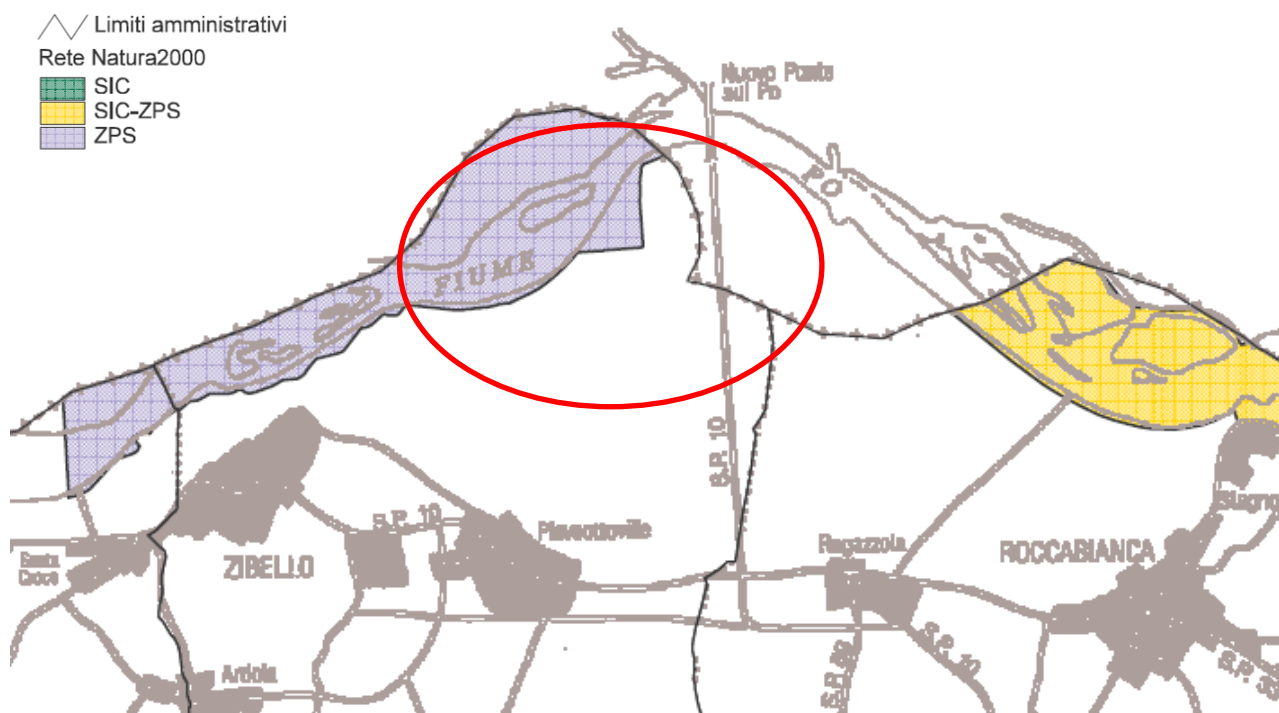 Limiti amministrativi
Rete Natura2000
SIC
SIC-ZPS
ZPS
Nuovo Ponte
sul Po
PO
FIUME
S.P. 10
S.P. 10
Pieveottoville
Ragazzola
ROCCABIANCA
ZIBELLO
Santa
Croce
Ardola
S.P. 10